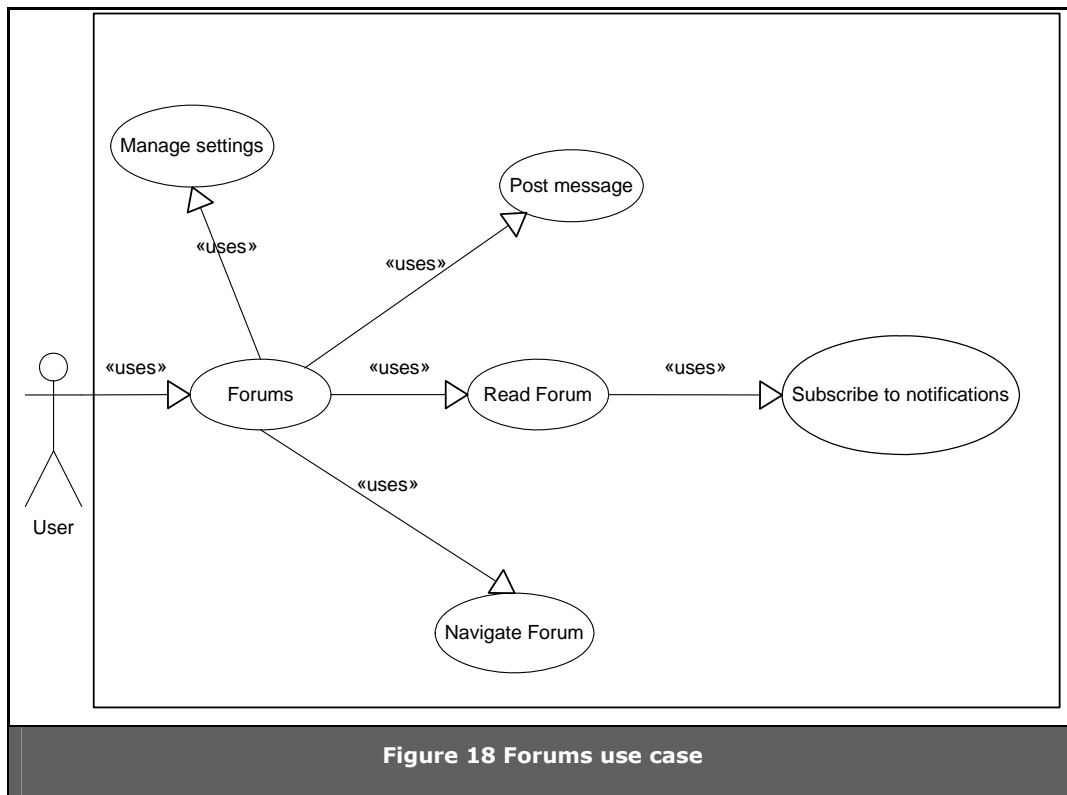 Manage settings
Post message
«uses»
«uses»
«uses»
«uses»
«uses»
Forums
Read Forum
Subscribe to notifications
«uses»
User
Navigate Forum
Figure 18 Forums use case